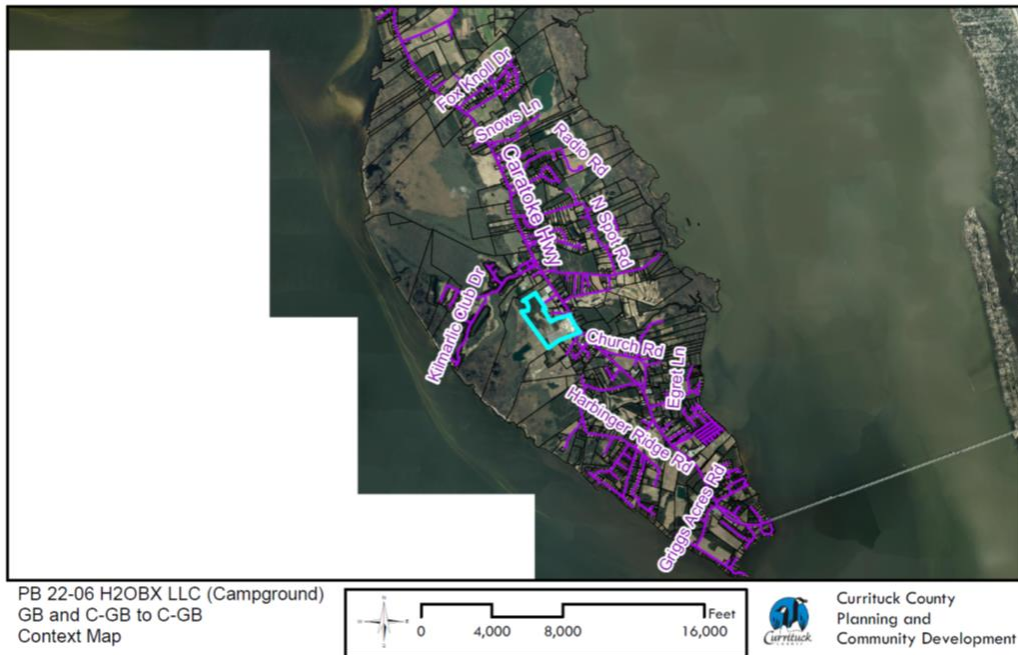 Fox Knoll Dr
Snows Ln
Radio Rd
Caratoke Hwy
N Spot Rd
Kilmarlic Club Dr
Church Rd
Egret Ln
Harbinger Ridge Rd
Griggs Acres Rd
PB 22-06 H2OBX LLC (Campground)
GB and C-GB to C-GB
Context Map
Feet
0 4,000 8,000 16,000
Currituck
Currituck County
Planning and
Community Development